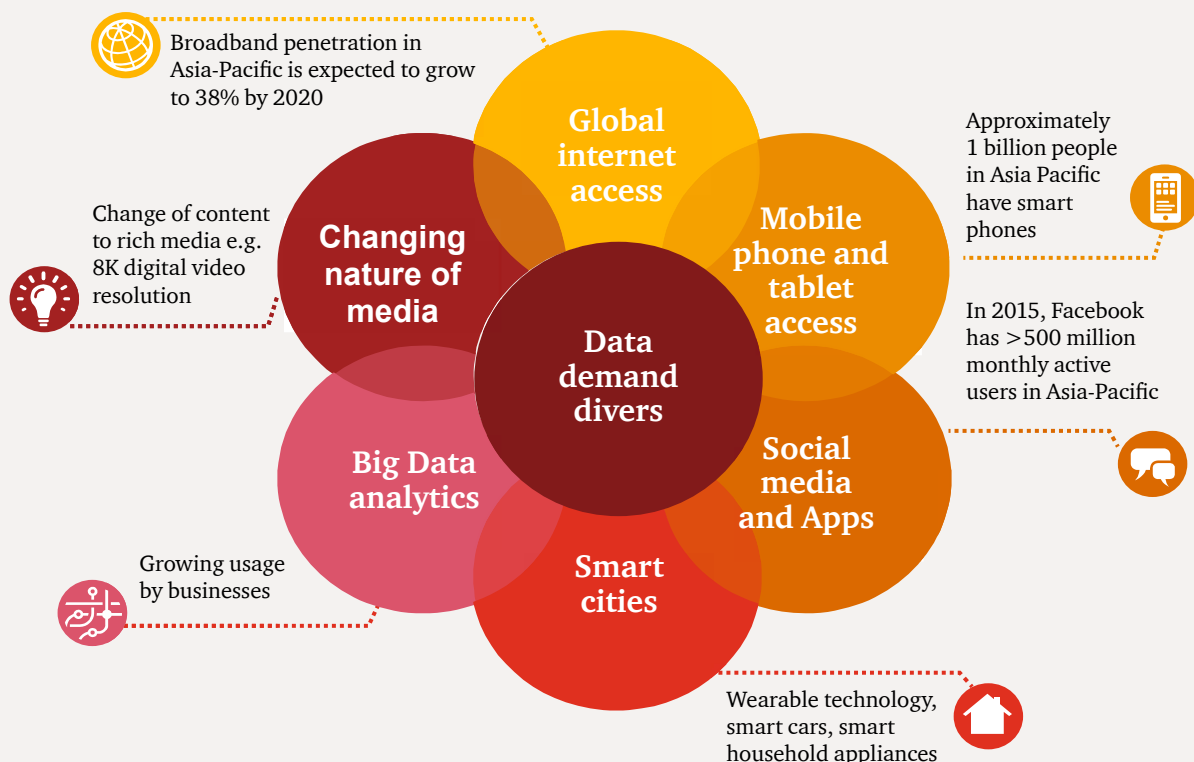 Broadband penetration in
Asia-Pacific is expected to grow
to 38% by 2020
Global
internet
access
Approximately
1 billion people
in Asia Pacific
have smart
phones
Mobile
phone and
tablet
access
Change of content
to rich media e.g.
8K digital video
resolution
Changing
nature of
media
In 2015, Facebook
has >500 million
monthly active
users in Asia-Pacific
Data
demand
divers
Social
media
and Apps
Big Data
analytics
Growing usage
by businesses
Smart
cities
Wearable technology,
smart cars, smart
household appliances